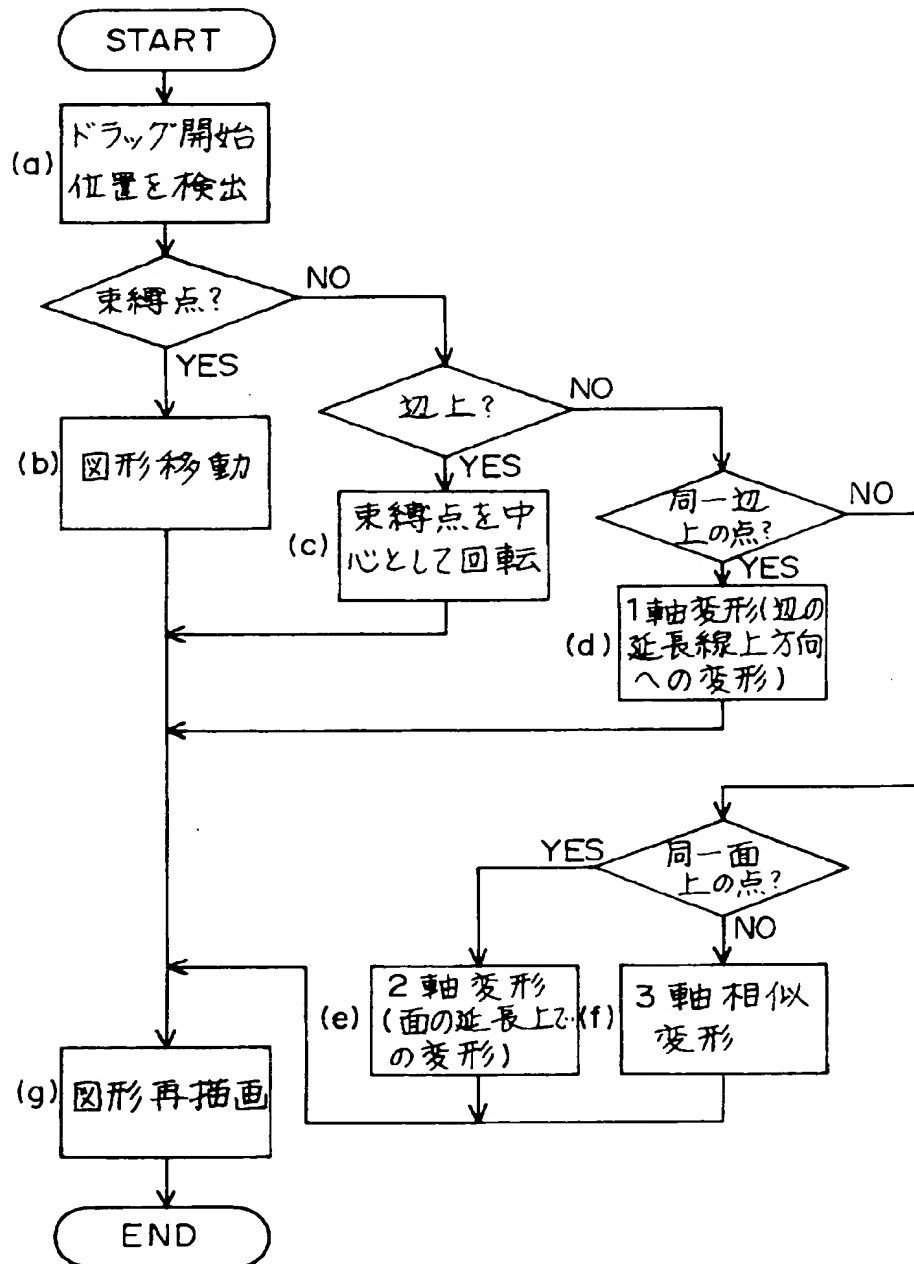 START
(a)
ドラッグ開始
位置を検出
束縛点?
NO
YES
(b)
図形移動
辺上?
NO
YES
(c)
束縛点を中
心として回転
同一辺
上の点?
NO
YES
(d)
1軸変形(辺の
延長線上方向
への変形)
同一面
上の点?
YES
NO
(e)
2軸変形
(面の延長上で
の変形)
(f)
3軸相似
変形
(g)
図形再描画
END